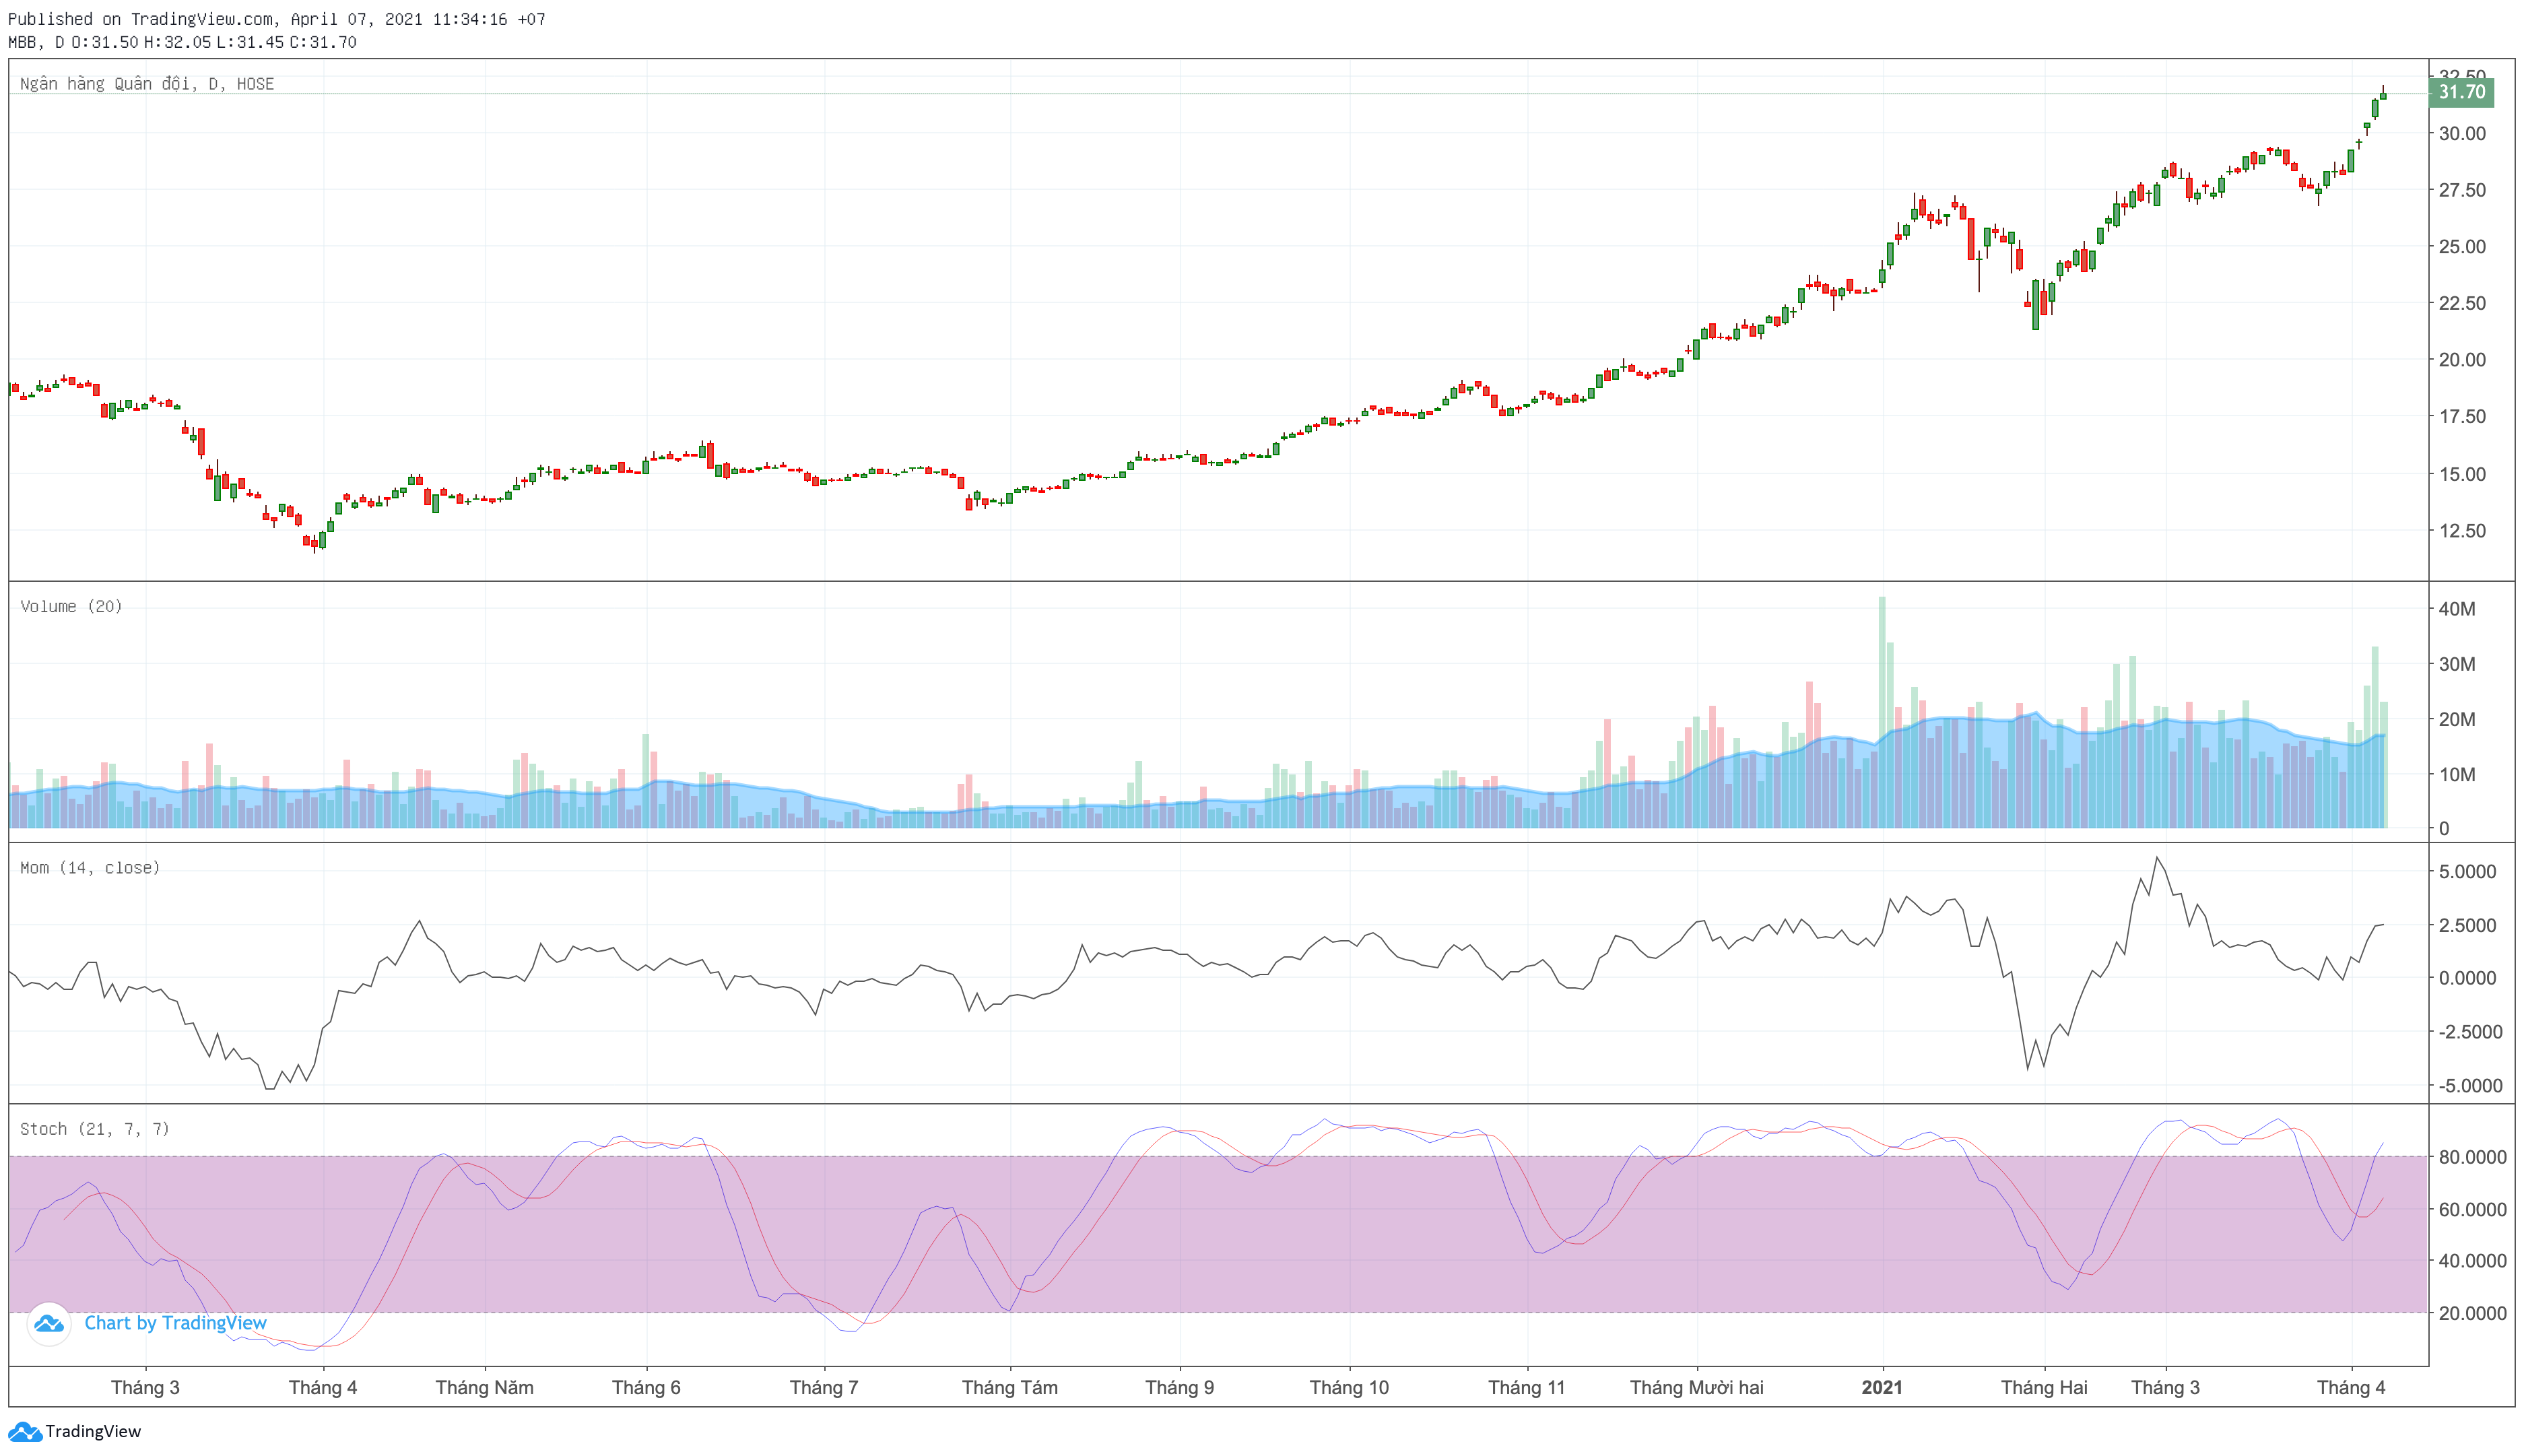 Published on TradingView.com, April 07, 2021 11:34:16 +07
MBB, D O:31.50 H:32.05 L:31.45 C:31.70
Ngân hàng Quân đội, D, HOSE
32.50
31.70
30.00
27.50
25.00
22.50
20.00
17.50
15.00
12.50
Volume (20)
40M
30M
20M
10M
0
Mom (14, close)
5.0000
2.5000
0.0000
-2.5000
-5.0000
Stoch (21, 7, 7)
80.0000
60.0000
40.0000
20.0000
Chart by TradingView
Tháng 3 Tháng 4 Tháng Năm Tháng 6 Tháng 7 Tháng Tám Tháng 9 Tháng 10 Tháng 11 Tháng Mười hai 2021 Tháng Hai Tháng 3 Tháng 4
TradingView